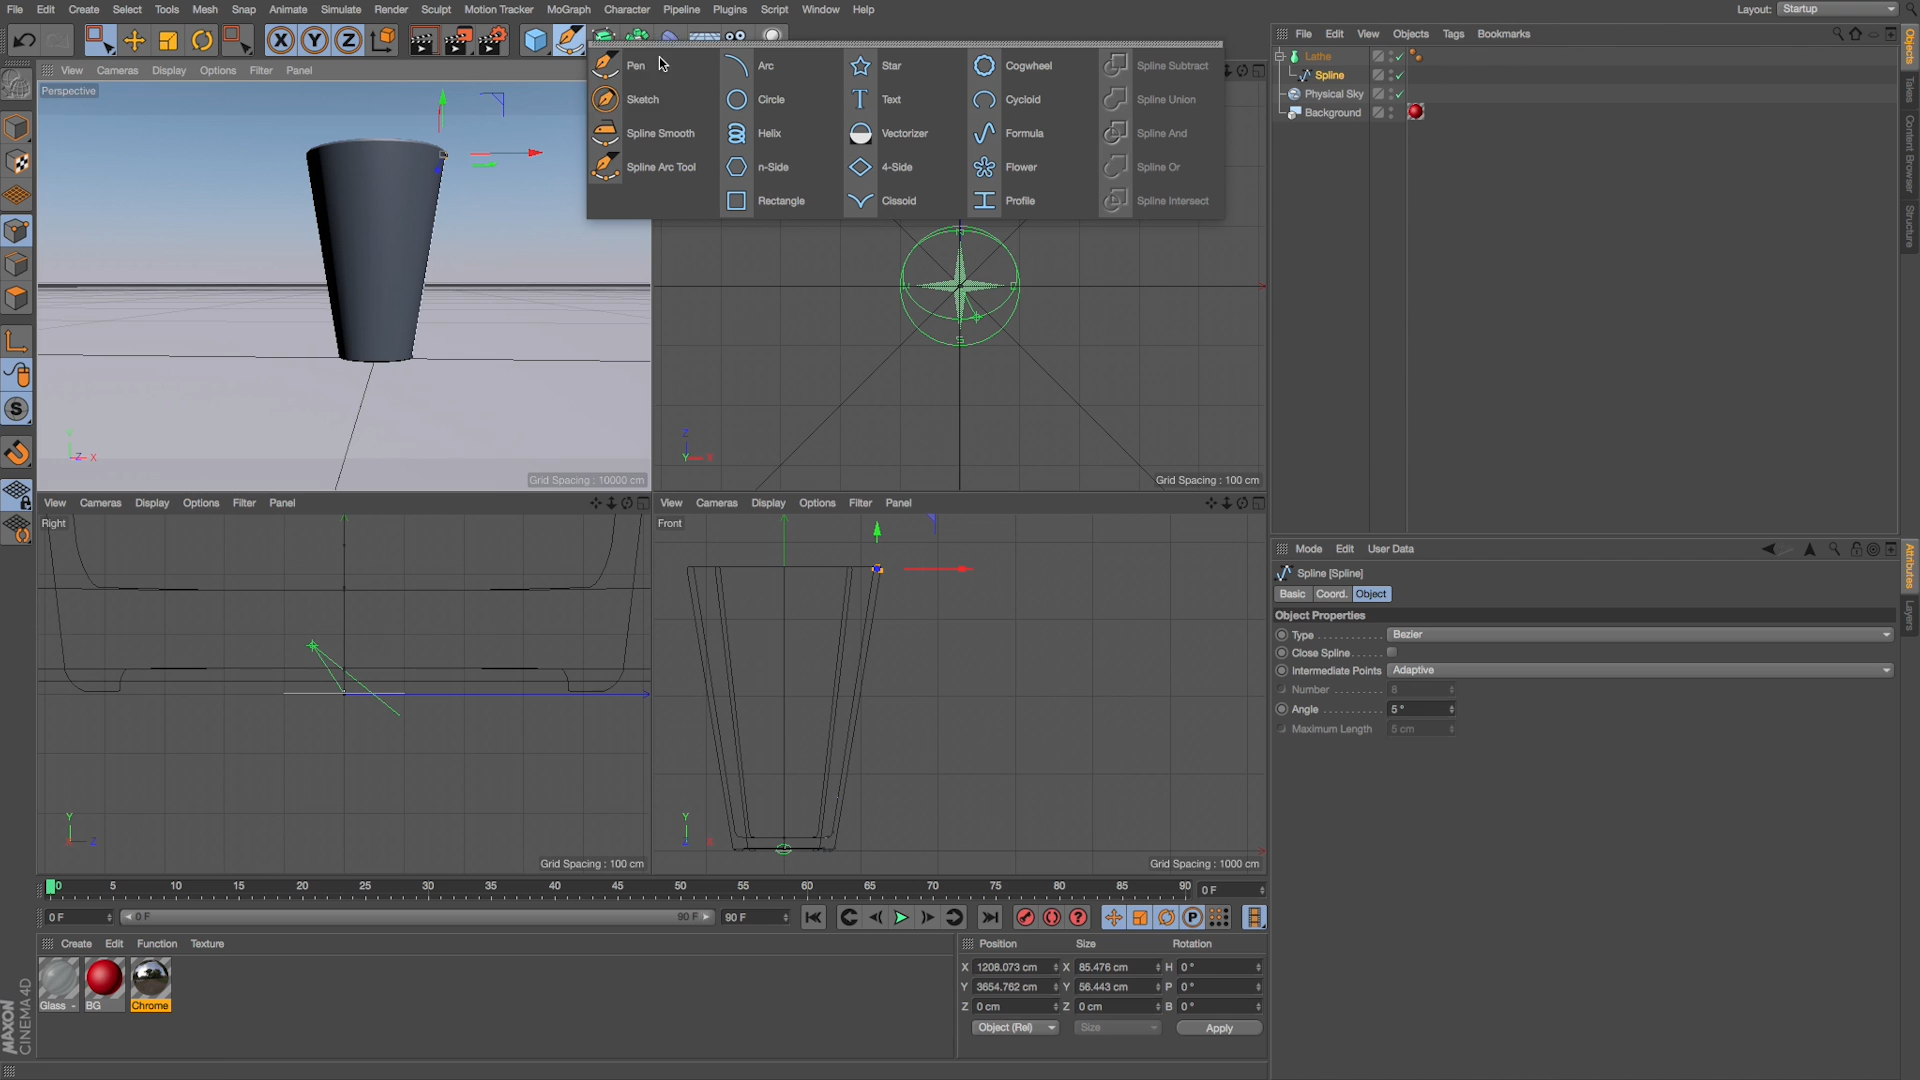 File Edit Create Select Tools Mesh Snap Animate Simulate Render Sculpt Motion Tracker MoGraph Character Pipeline Plugins Script Window Help
Layout: Startup
View Cameras Display Options Filter Panel
Perspective
Grid Spacing : 10000 cm
Pen
Sketch
Spline Smooth
Spline Arc Tool
Arc
Circle
Helix
n-Side
Rectangle
Star
Text
Vectorizer
4-Side
Cissoid
Cogwheel
Cycloid
Formula
Flower
Profile
Spline Subtract
Spline Union
Spline And
Spline Or
Spline Intersect
Z
Y
Grid Spacing : 100 cm
Y
Z X
View Cameras Display Options Filter Panel
Right
Y
Z
Grid Spacing : 100 cm
View Cameras Display Options Filter Panel
Front
Y
Grid Spacing : 1000 cm
File Edit View Objects Tags Bookmarks
Lathe
Spline
Physical Sky
Background
Objects
Takes
Content Browser
Structure
Mode Edit User Data
Spline [Spline]
Basic Coord. Object
Object Properties
Type Bezier
Close Spline
Intermediate Points Adaptive
Number 8
Angle 5 °
Maximum Length 5 cm
Attributes
Layers
0 5 10 15 20 25 30 35 40 45 50 55 60 65 70 75 80 85 90 0 F
0 F 0 F 90 F 90 F
Create Edit Function Texture
Glass - BG Chrome
Position Size Rotation
X 1208.073 cm X 85.476 cm H 0 °
Y 3654.762 cm Y 56.443 cm P 0 °
Z 0 cm Z 0 cm B 0 °
Object (Rel) Size Apply
MAXON
CINEMA 4D